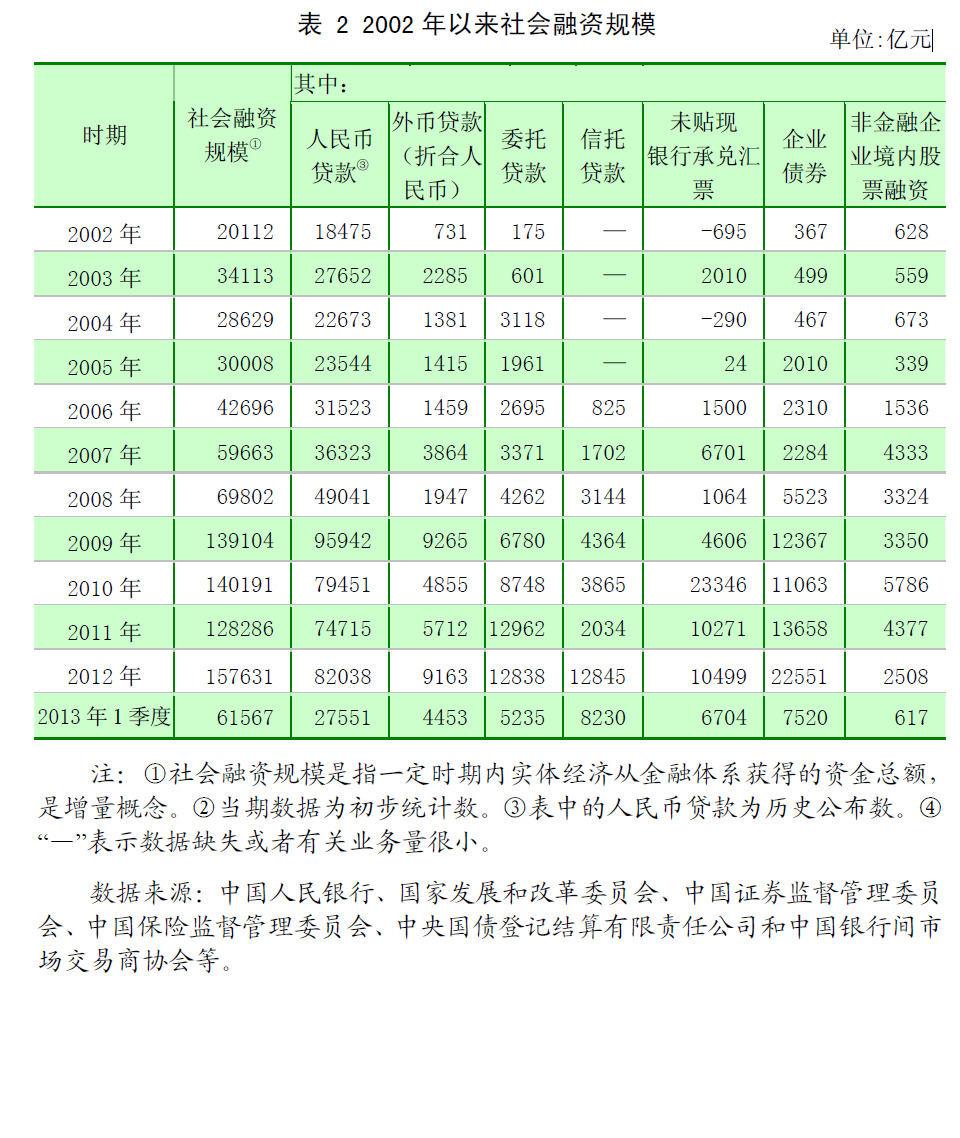 表 2 2002 年以来社会融资规模
单位:亿元
时期 社会融资规模① 其中：
人民币贷款③ 外币贷款（折合人民币） 委托贷款 信托贷款 未贴现银行承兑汇票 企业债券 非金融企业境内股票融资
2002 年 20112 18475 731 175 — -695 367 628
2003 年 34113 27652 2285 601 — 2010 499 559
2004 年 28629 22673 1381 3118 — -290 467 673
2005 年 30008 23544 1415 1961 — 24 2010 339
2006 年 42696 31523 1459 2695 825 1500 2310 1536
2007 年 59663 36323 3864 3371 1702 6701 2284 4333
2008 年 69802 49041 1947 4262 3144 1064 5523 3324
2009 年 139104 95942 9265 6780 4364 4606 12367 3350
2010 年 140191 79451 4855 8748 3865 23346 11063 5786
2011 年 128286 74715 5712 12962 2034 10271 13658 4377
2012 年 157631 82038 9163 12838 12845 10499 22551 2508
2013 年 1 季度 61567 27551 4453 5235 8230 6704 7520 617
注：①社会融资规模是指一定时期内实体经济从金融体系获得的资金总额，
是增量概念。②当期数据为初步统计数。③表中的人民币贷款为历史公布数。④
“—”表示数据缺失或者有关业务量很小。
数据来源：中国人民银行、国家发展和改革委员会、中国证券监督管理委员
会、中国保险监督管理委员会、中央国债登记结算有限责任公司和中国银行间市
场交易商协会等。